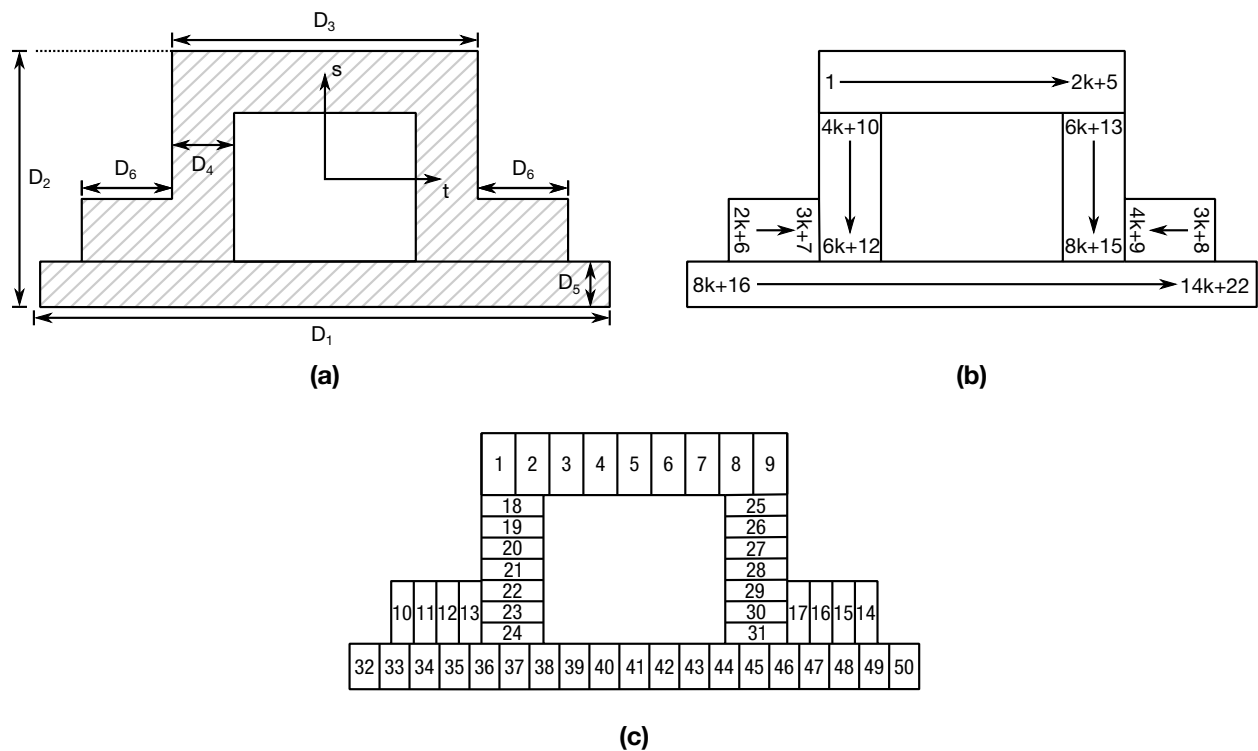 D₃
s
D₄
D₂
D₆
D₆
t
D₅
D₁
(a)
1 2k+5
4k+10 6k+13
2k+6 3k+7 6k+12 8k+15 4k+9 3k+8
8k+16 14k+22
(b)
1 2 3 4 5 6 7 8 9
18 25
19 26
20 27
21 28
22 29
10 11 12 13 23 30 17 16 15 14
24 31
32 33 34 35 36 37 38 39 40 41 42 43 44 45 46 47 48 49 50
(c)